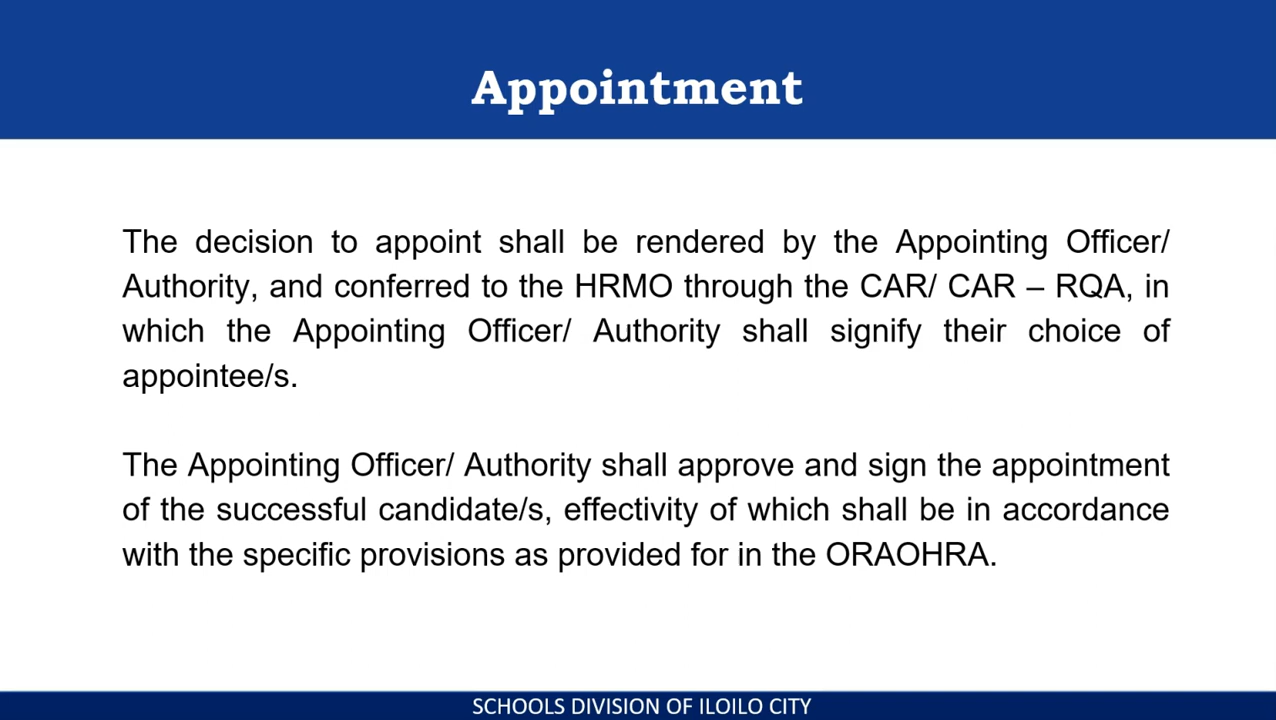 Appointment
The decision to appoint shall be rendered by the Appointing Officer/
Authority, and conferred to the HRMO through the CAR/ CAR – RQA, in
which the Appointing Officer/ Authority shall signify their choice of
appointee/s.
The Appointing Officer/ Authority shall approve and sign the appointment
of the successful candidate/s, effectivity of which shall be in accordance
with the specific provisions as provided for in the ORAOHRA.
SCHOOLS DIVISION OF ILOILO CITY